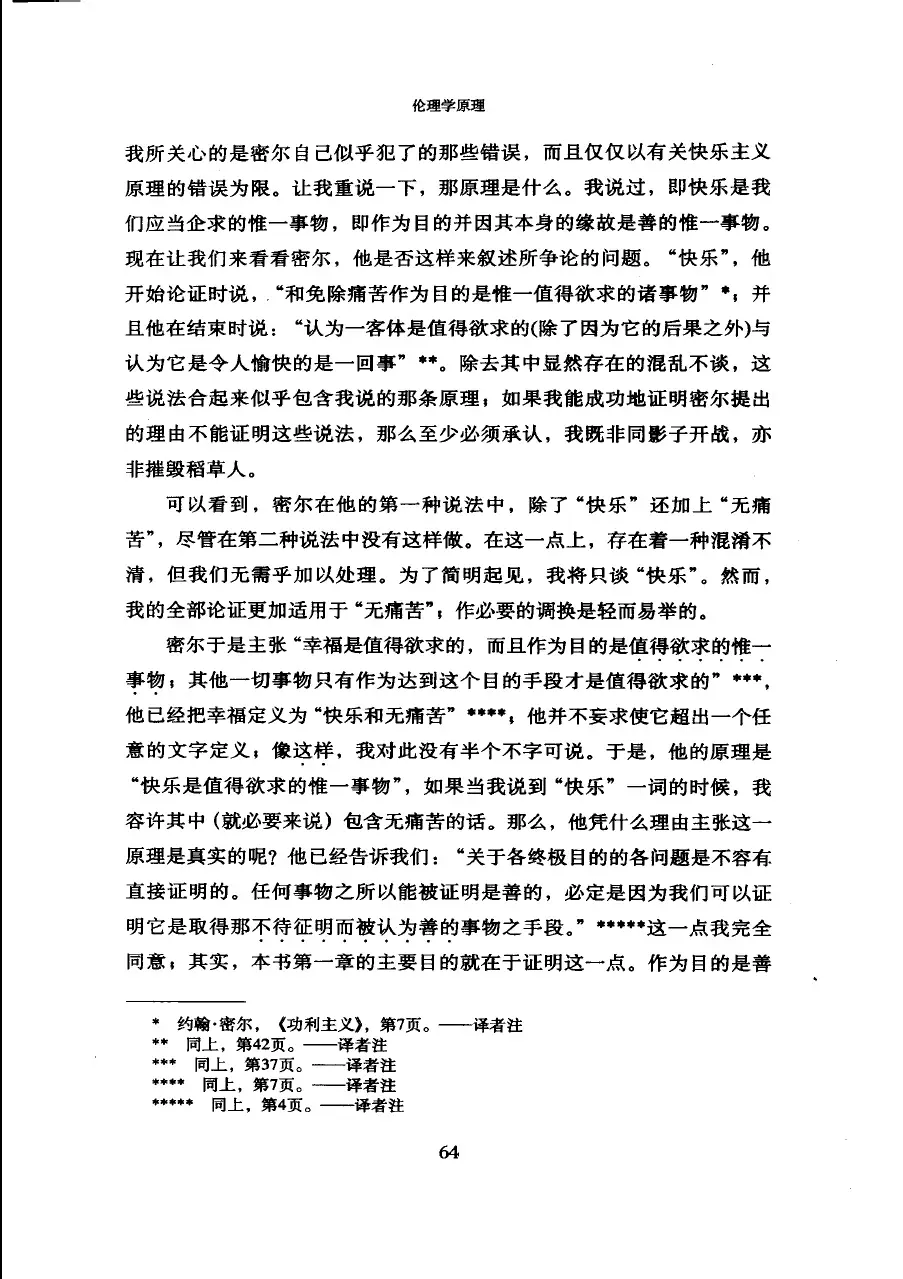 伦理学原理
我所关心的是密尔自己似乎犯了的那些错误，而且仅仅以有关快乐主义
原理的错误为限。让我重说一下，那原理是什么。我说过，即快乐是我
们应当企求的惟一事物，即作为目的并因其本身的缘故是善的惟一事物。
现在让我们来看看密尔，他是否这样来叙述所争论的问题。“快乐”，他
开始论证时说，“和免除痛苦作为目的是惟一值得欲求的诸事物”*；并
且他在结束时说：“认为一客体是值得欲求的(除了因为它的后果之外)与
认为它是令人愉快的是一回事”**。除去其中显然存在的混乱不谈，这
些说法合起来似乎包含我说的那条原理；如果我能成功地证明密尔提出
的理由不能证明这些说法，那么至少必须承认，我既非同影子开战，亦
非摧毁稻草人。
可以看到，密尔在他的第一种说法中，除了“快乐”还加上“无痛
苦”，尽管在第二种说法中没有这样做。在这一点上，存在着一种混淆不
清，但我们无需乎加以处理。为了简明起见，我将只谈“快乐”。然而，
我的全部论证更加适用于“无痛苦”；作必要的调换是轻而易举的。
密尔于是主张“幸福是值得欲求的，而且作为目的是值得欲求的惟一
事物；其他一切事物只有作为达到这个目的手段才是值得欲求的”***，
他已经把幸福定义为“快乐和无痛苦”****；他并不妄求使它超出一个任
意的文字定义；像这样，我对此没有半个不字可说。于是，他的原理是
“快乐是值得欲求的惟一事物”，如果当我说到“快乐”一词的时候，我
容许其中（就必要来说）包含无痛苦的话。那么，他凭什么理由主张这一
原理是真实的呢？他已经告诉我们：“关于各终极目的的各问题是不容有
直接证明的。任何事物之所以能被证明是善的，必定是因为我们可以证
明它是取得那不待征明而被认为善的事物之手段。”*****这一点我完全
同意；其实，本书第一章的主要目的就在于证明这一点。作为目的是善
* 约翰·密尔，《功利主义》，第7页。——译者注
** 同上，第42页。——译者注
*** 同上，第37页。——译者注
**** 同上，第7页。——译者注
***** 同上，第4页。——译者注
64